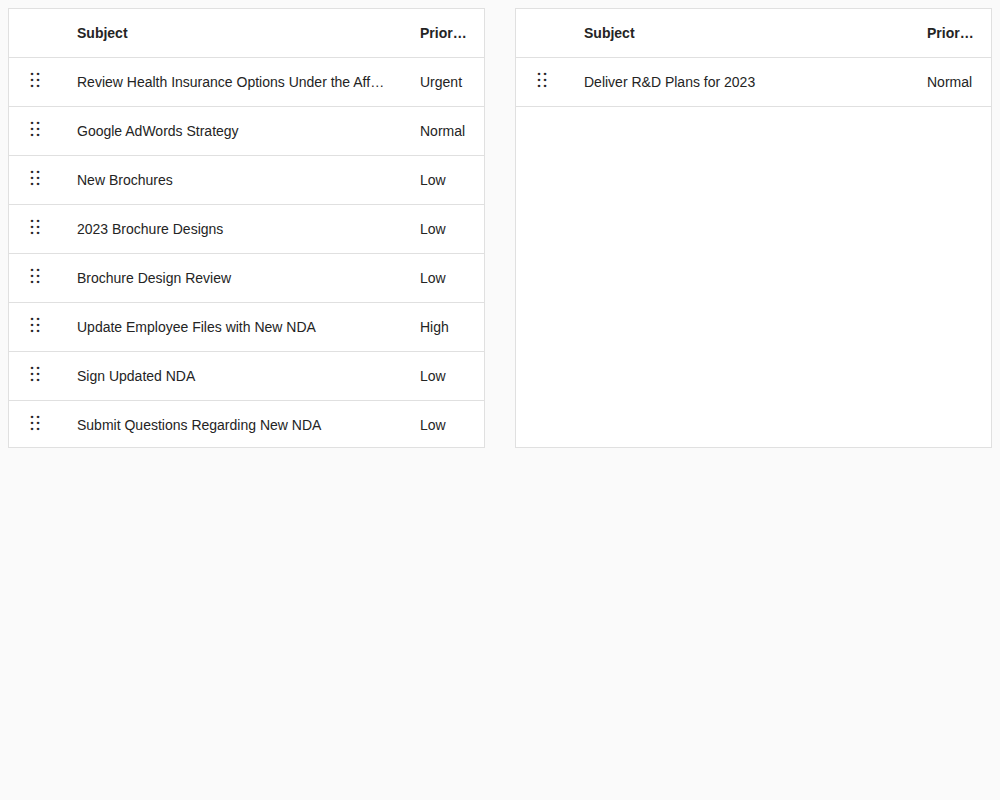 Subject Prior…
Review Health Insurance Options Under the Aff… Urgent
Google AdWords Strategy Normal
New Brochures Low
2023 Brochure Designs Low
Brochure Design Review Low
Update Employee Files with New NDA High
Sign Updated NDA Low
Submit Questions Regarding New NDA Low
Subject Prior…
Deliver R&D Plans for 2023 Normal